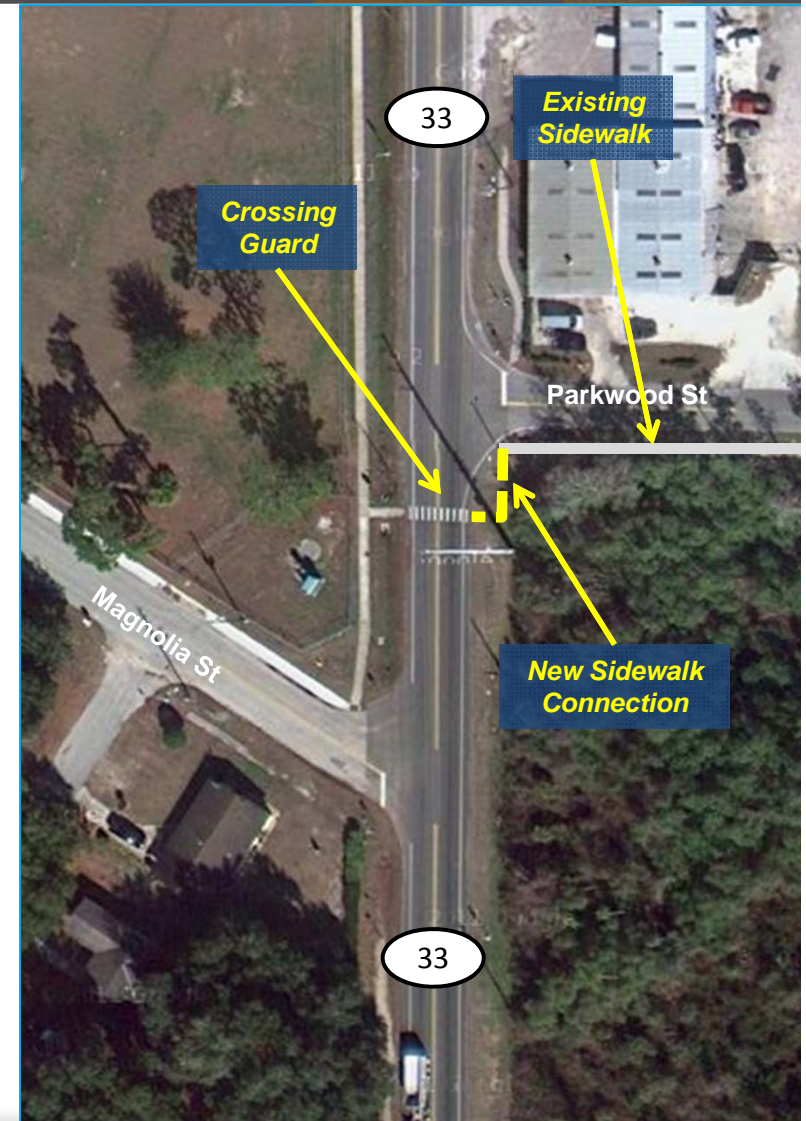 33
Existing
Sidewalk
Crossing
Guard
Parkwood St
Magnolia St
New Sidewalk
Connection
33